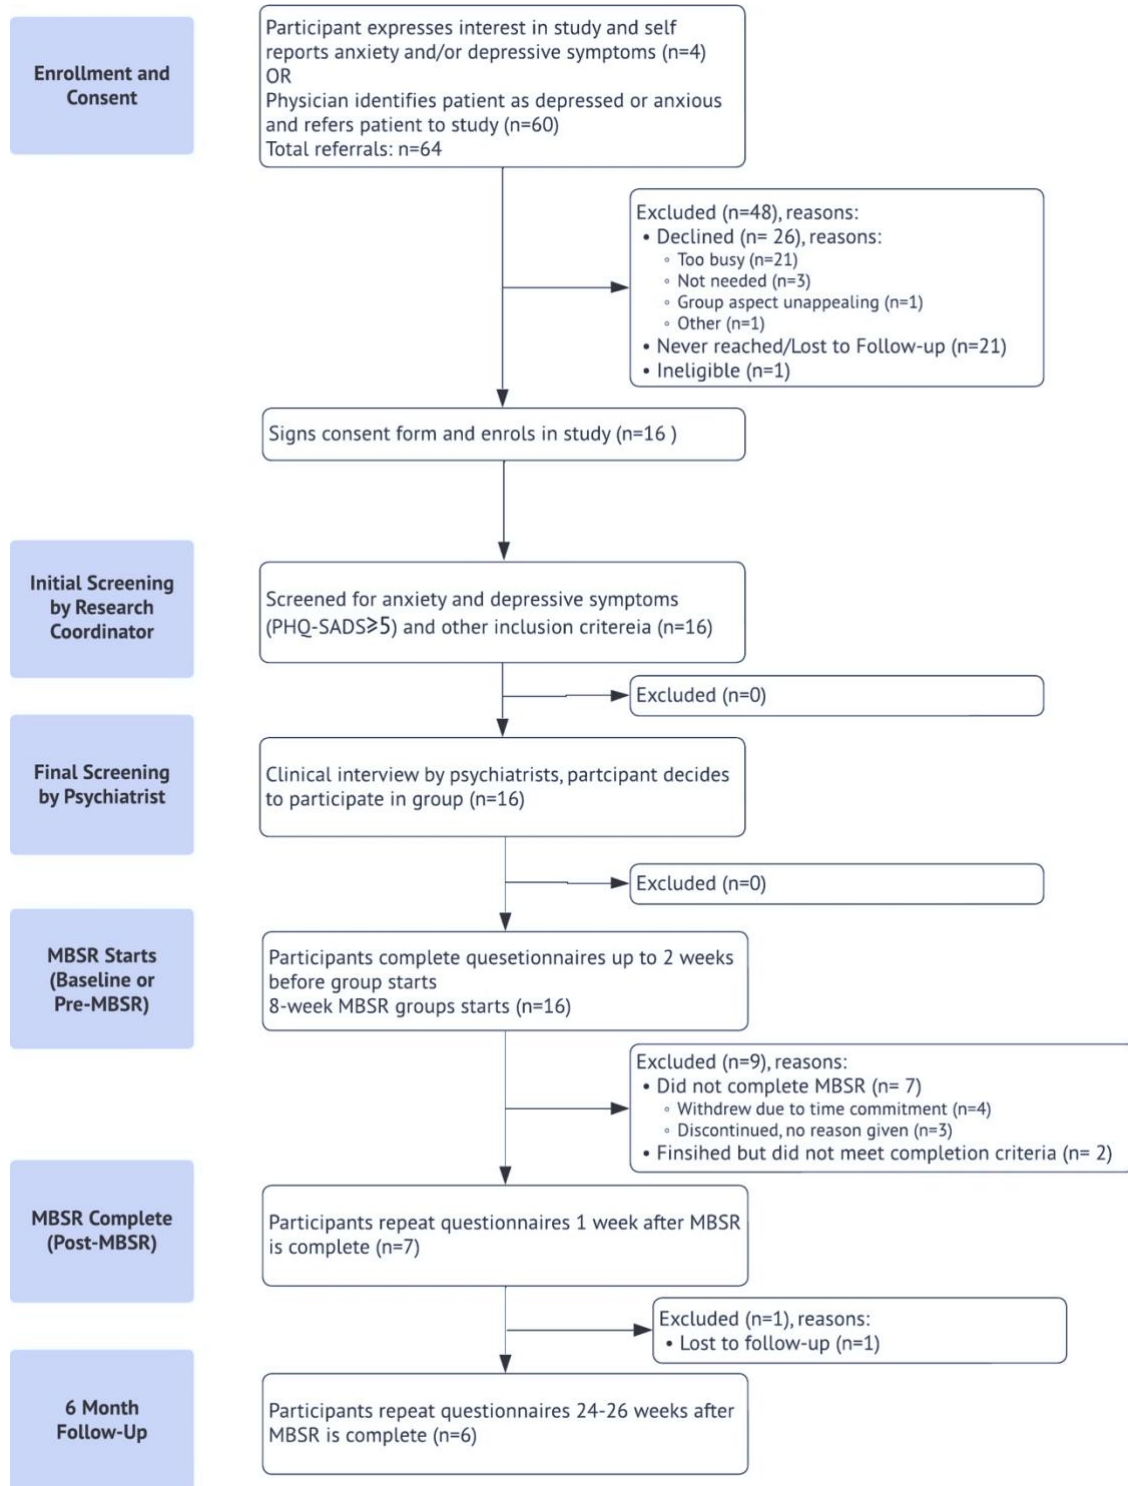 Enrollment and
Consent
Participant expresses interest in study and self
reports anxiety and/or depressive symptoms (n=4)
OR
Physician identifies patient as depressed or anxious
and refers patient to study (n=60)
Total referrals: n=64
Excluded (n=48), reasons:
• Declined (n= 26), reasons:
◦ Too busy (n=21)
◦ Not needed (n=3)
◦ Group aspect unappealing (n=1)
◦ Other (n=1)
• Never reached/Lost to Follow-up (n=21)
• Ineligible (n=1)
Signs consent form and enrols in study (n=16 )
Initial Screening
by Research
Coordinator
Screened for anxiety and depressive symptoms
(PHQ-SADS⩾5) and other inclusion critereia (n=16)
Excluded (n=0)
Final Screening
by Psychiatrist
Clinical interview by psychiatrists, partcipant decides
to participate in group (n=16)
Excluded (n=0)
MBSR Starts
(Baseline or
Pre-MBSR)
Participants complete quesetionnaires up to 2 weeks
before group starts
8-week MBSR groups starts (n=16)
Excluded (n=9), reasons:
• Did not complete MBSR (n= 7)
◦ Withdrew due to time commitment (n=4)
◦ Discontinued, no reason given (n=3)
• Finsihed but did not meet completion criteria (n= 2)
MBSR Complete
(Post-MBSR)
Participants repeat questionnaires 1 week after MBSR
is complete (n=7)
Excluded (n=1), reasons:
• Lost to follow-up (n=1)
6 Month
Follow-Up
Participants repeat questionnaires 24-26 weeks after
MBSR is complete (n=6)